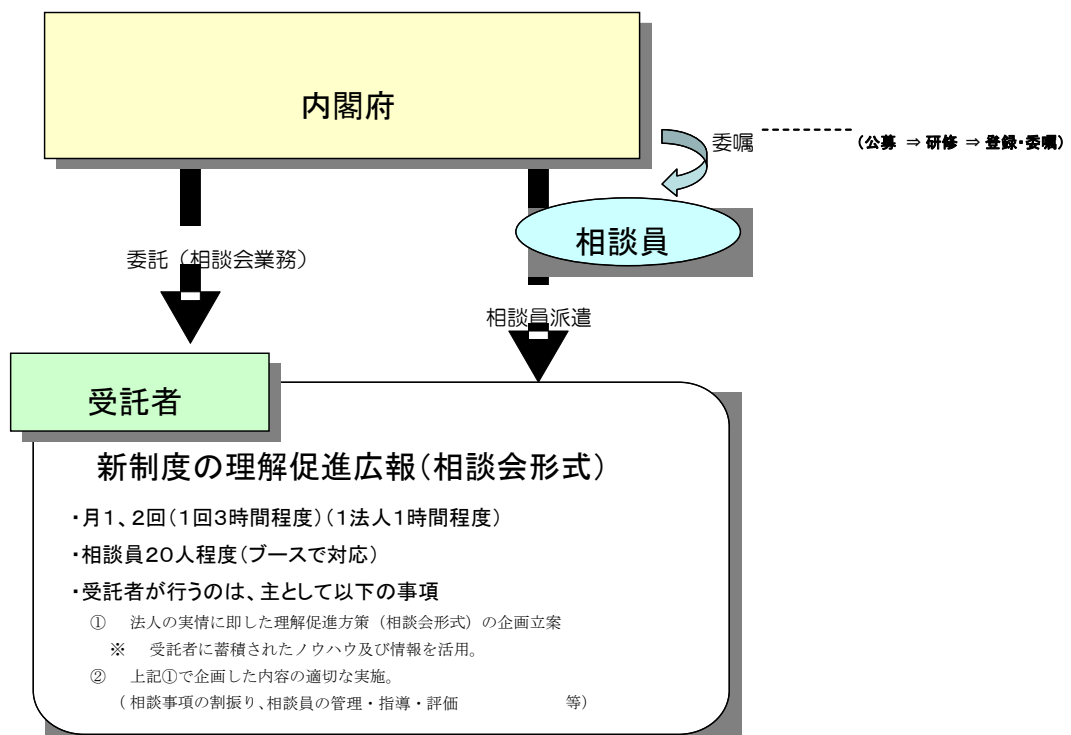 内閣府
委嘱
(公募 ⇒ 研修 ⇒ 登録・委嘱)
相談員
委託（相談会業務）
相談員派遣
受託者
新制度の理解促進広報(相談会形式)
・月1、2回(1回3時間程度)(1法人1時間程度)
・相談員20人程度(ブースで対応)
・受託者が行うのは、主として以下の事項
① 法人の実情に即した理解促進方策（相談会形式）の企画立案
※ 受託者に蓄積されたノウハウ及び情報を活用。
② 上記①で企画した内容の適切な実施。
（相談事項の割振り、相談員の管理・指導・評価 等）